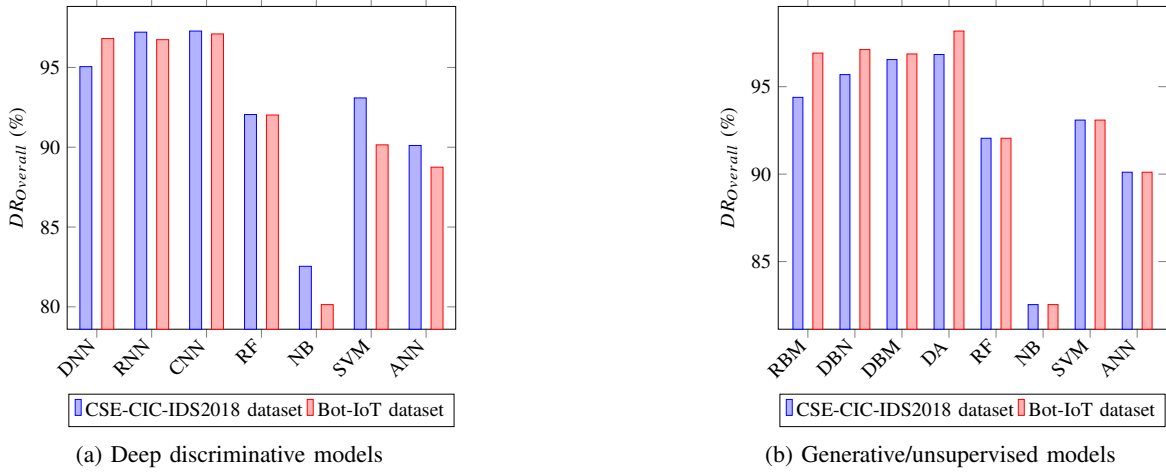 DR_Overall (%)
95
90
85
80
DNN
RNN
CNN
RF
NB
SVM
ANN
CSE-CIC-IDS2018 dataset
Bot-IoT dataset
(a) Deep discriminative models
DR_Overall (%)
95
90
85
RBM
DBN
DBM
DA
RF
NB
SVM
ANN
CSE-CIC-IDS2018 dataset
Bot-IoT dataset
(b) Generative/unsupervised models